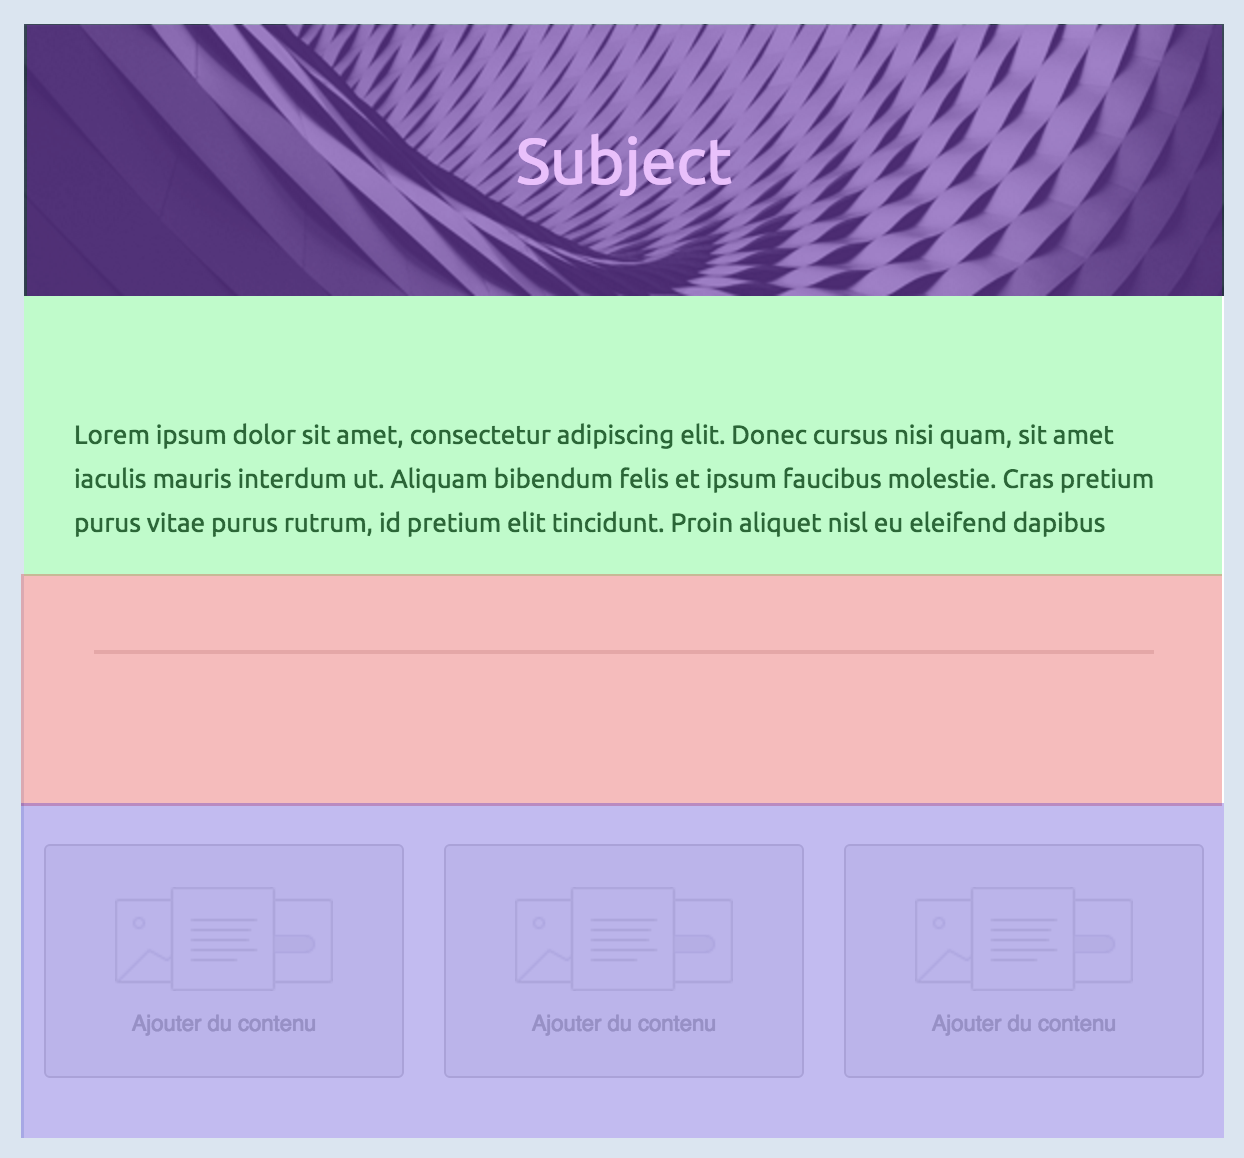 Subject
Lorem ipsum dolor sit amet, consectetur adipiscing elit. Donec cursus nisi quam, sit amet
iaculis mauris interdum ut. Aliquam bibendum felis et ipsum faucibus molestie. Cras pretium
purus vitae purus rutrum, id pretium elit tincidunt. Proin aliquet nisl eu eleifend dapibus
Ajouter du contenu
Ajouter du contenu
Ajouter du contenu